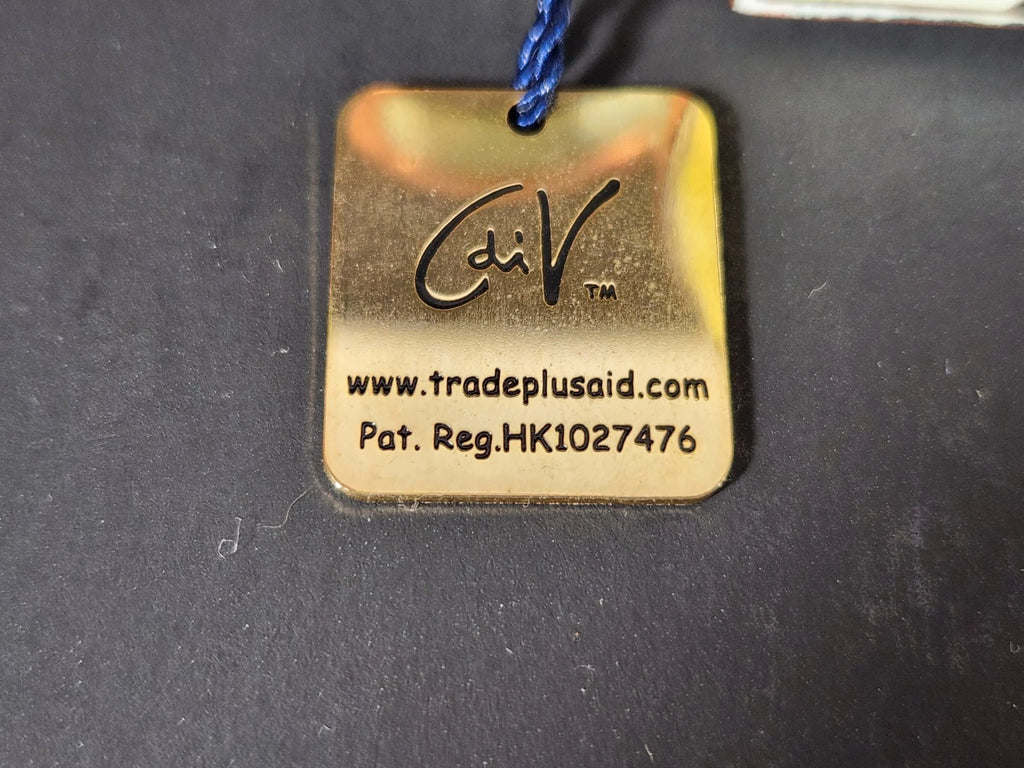 CdiV™
www.tradeplusaid.com
Pat. Reg.HK1027476